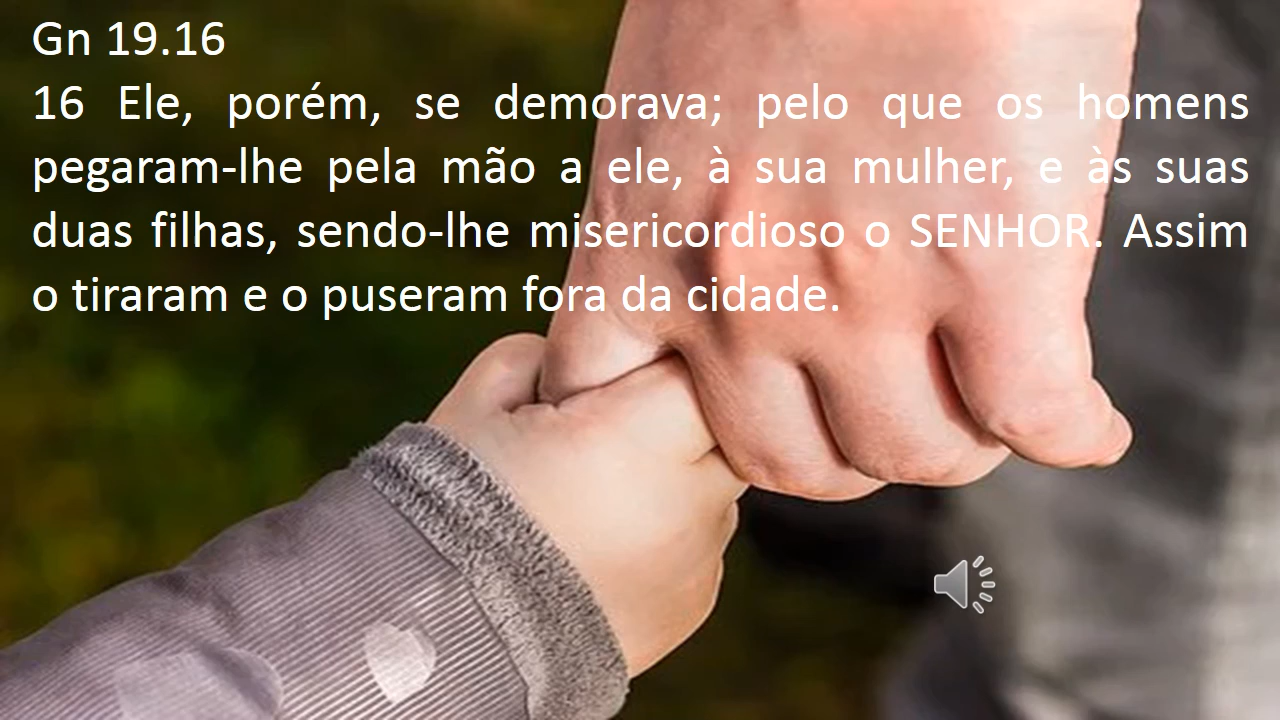 Gn 19.16
16 Ele, porém, se demorava; pelo que os homens
pegaram-lhe pela mão a ele, à sua mulher, e às suas
duas filhas, sendo-lhe misericordioso o SENHOR. Assim
o tiraram e o puseram fora da cidade.